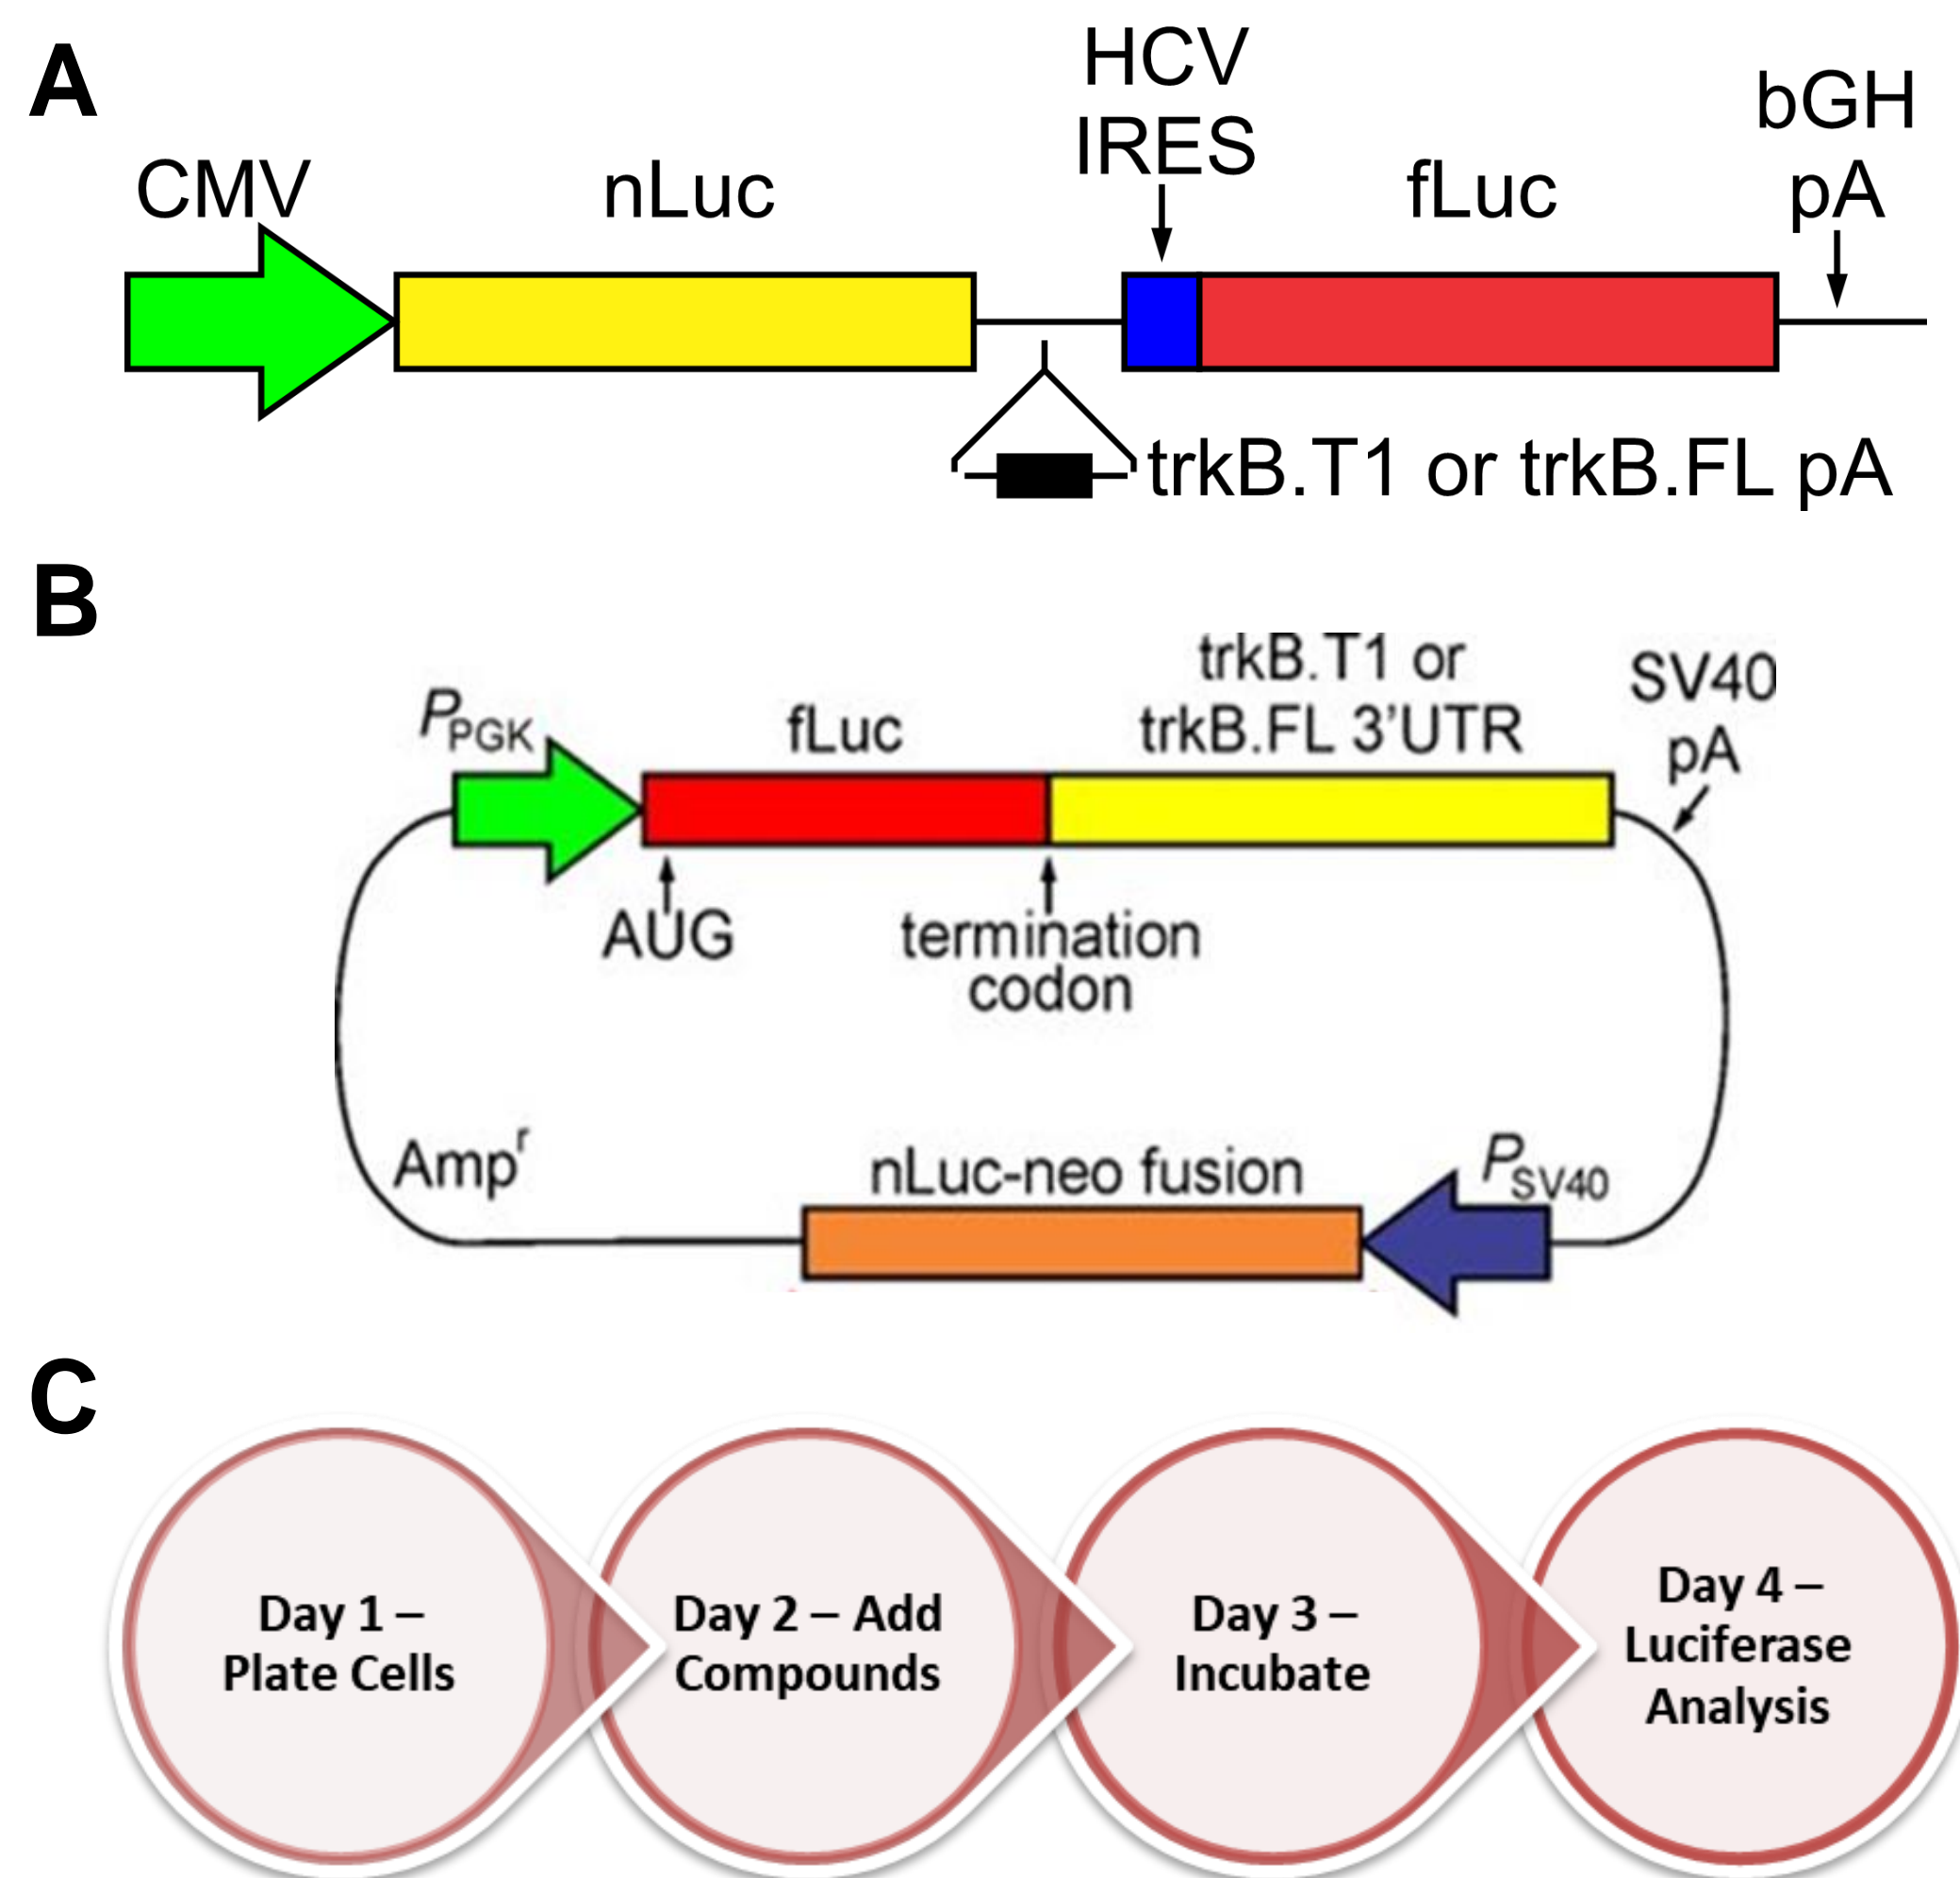 A
CMV
nLuc
HCV
IRES
fLuc
bGH
pA
trkB.T1 or trkB.FL pA
B
PPGK
fLuc
trkB.T1 or
trkB.FL 3’UTR
SV40
pA
AUG
termination
codon
Ampr
nLuc-neo fusion
PSV40
C
Day 1 –
Plate Cells
Day 2 – Add
Compounds
Day 3 –
Incubate
Day 4 –
Luciferase
Analysis